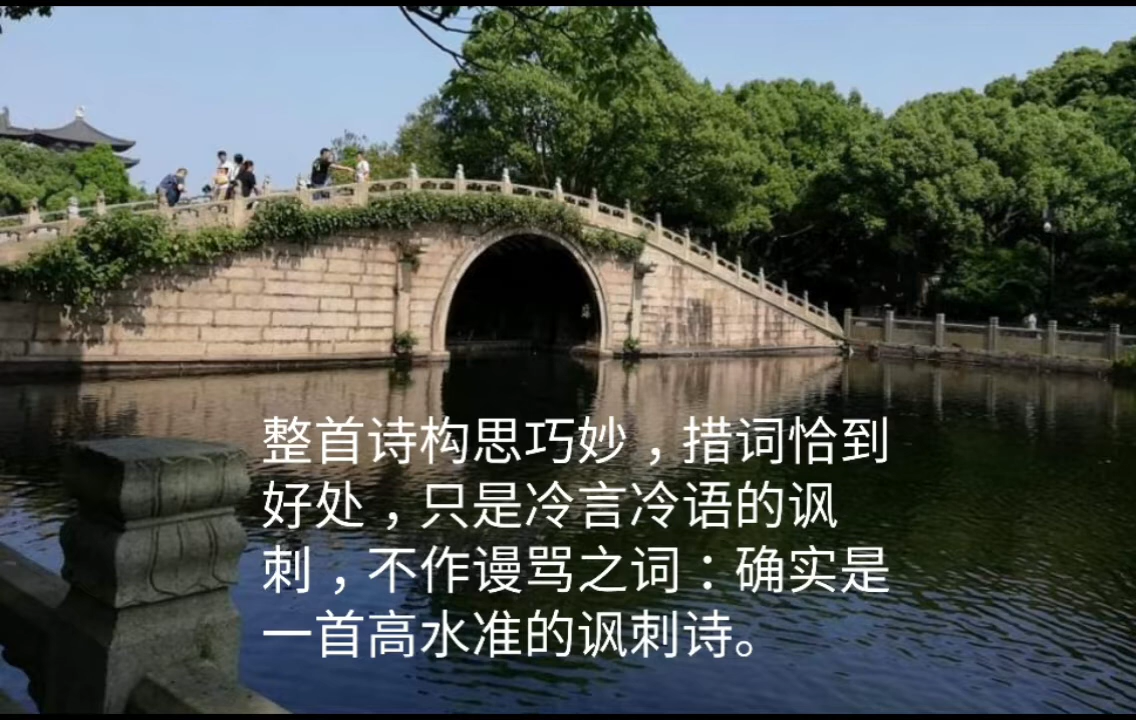 整首诗构思巧妙，措词恰到
好处，只是冷言冷语的讽
刺，不作谩骂之词：确实是
一首高水准的讽刺诗。